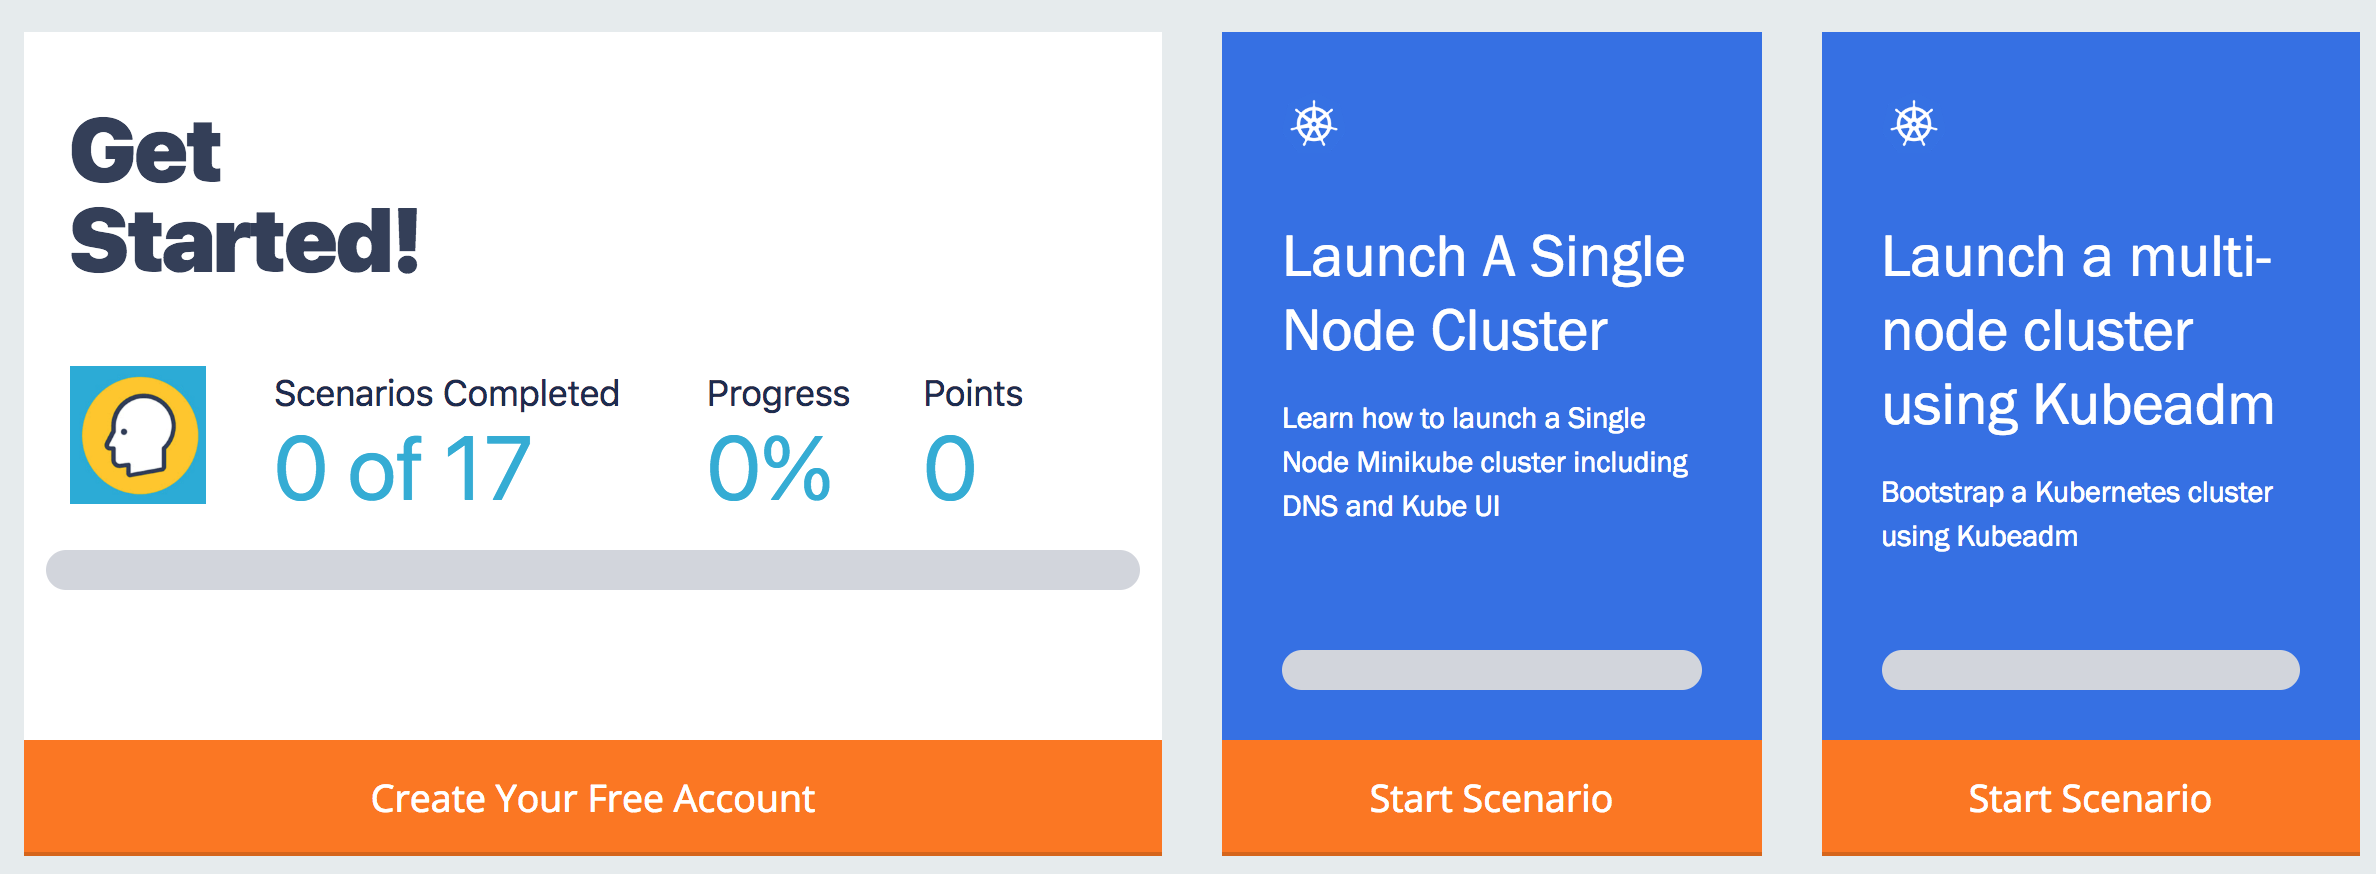 Get
Started!
Scenarios Completed
0 of 17
Progress
0%
Points
0
Create Your Free Account
Launch A Single
Node Cluster
Learn how to launch a Single
Node Minikube cluster including
DNS and Kube UI
Start Scenario
Launch a multi-
node cluster
using Kubeadm
Bootstrap a Kubernetes cluster
using Kubeadm
Start Scenario